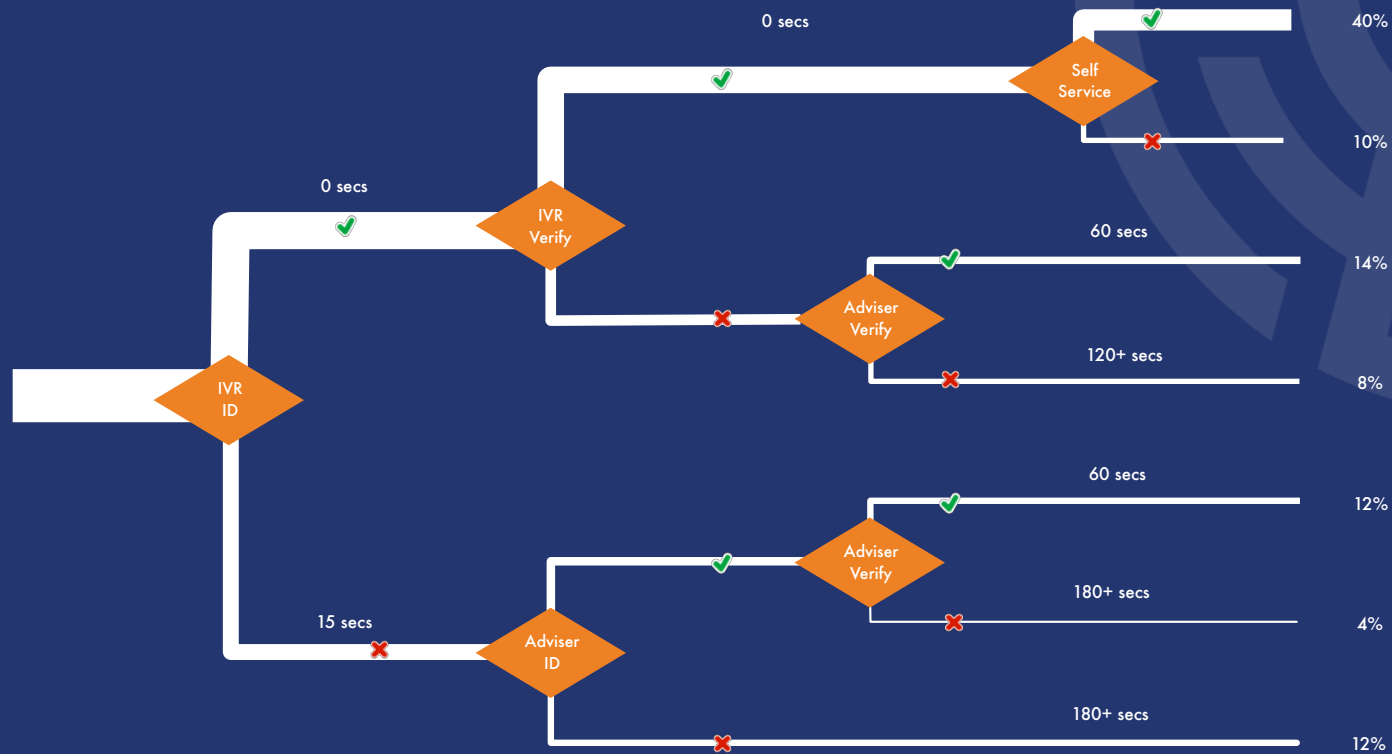 0 secs
40%
Self
Service
10%
0 secs
IVR
Verify
60 secs
14%
Adviser
Verify
120+ secs
8%
IVR
ID
60 secs
12%
Adviser
Verify
180+ secs
4%
15 secs
Adviser
ID
180+ secs
12%